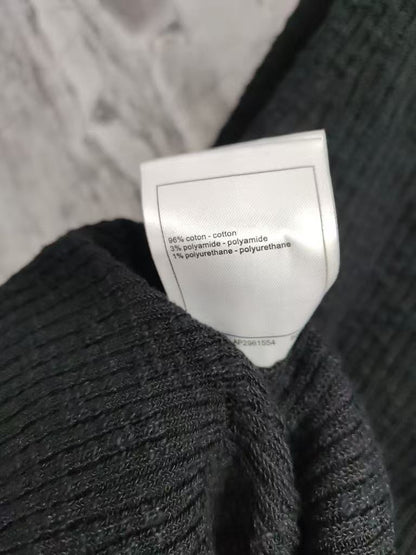 96% coton - cotton
3% polyamide - polyamide
1% polyurethane - polyurethane
AP2961554